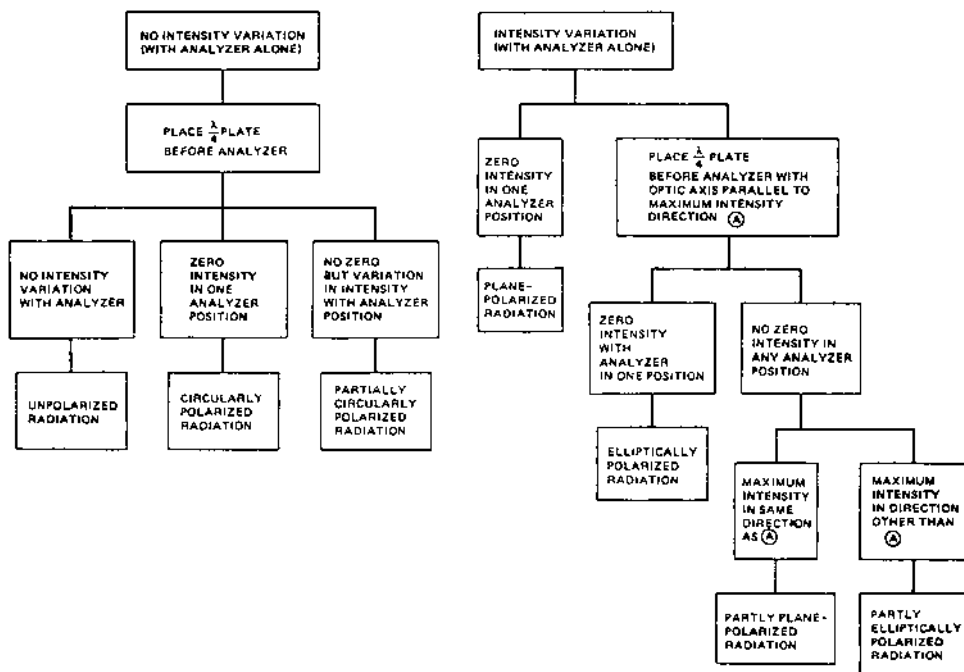 NO INTENSITY VARIATION
(WITH ANALYZER ALONE)
PLACE λ/4 PLATE
BEFORE ANALYZER
NO INTENSITY
VARIATION
WITH ANALYZER
ZERO
INTENSITY
IN ONE
ANALYZER
POSITION
NO ZERO
BUT VARIATION
IN INTENSITY
WITH ANALYZER
POSITION
UNPOLARIZED
RADIATION
CIRCULARLY
POLARIZED
RADIATION
PARTIALLY
CIRCULARLY
POLARIZED
RADIATION
INTENSITY VARIATION
(WITH ANALYZER ALONE)
ZERO
INTENSITY
IN ONE
ANALYZER
POSITION
PLACE λ/4 PLATE
BEFORE ANALYZER WITH
OPTIC AXIS PARALLEL TO
MAXIMUM INTENSITY
DIRECTION Ⓐ
PLANE-
POLARIZED
RADIATION
ZERO
INTENSITY
WITH
ANALYZER
IN ONE POSITION
NO ZERO
INTENSITY IN
ANY ANALYZER
POSITION
ELLIPTICALLY
POLARIZED
RADIATION
MAXIMUM
INTENSITY
IN SAME
DIRECTION
AS Ⓐ
MAXIMUM
INTENSITY
IN DIRECTION
OTHER THAN
Ⓐ
PARTLY PLANE-
POLARIZED
RADIATION
PARTLY
ELLIPTICALLY
POLARIZED
RADIATION